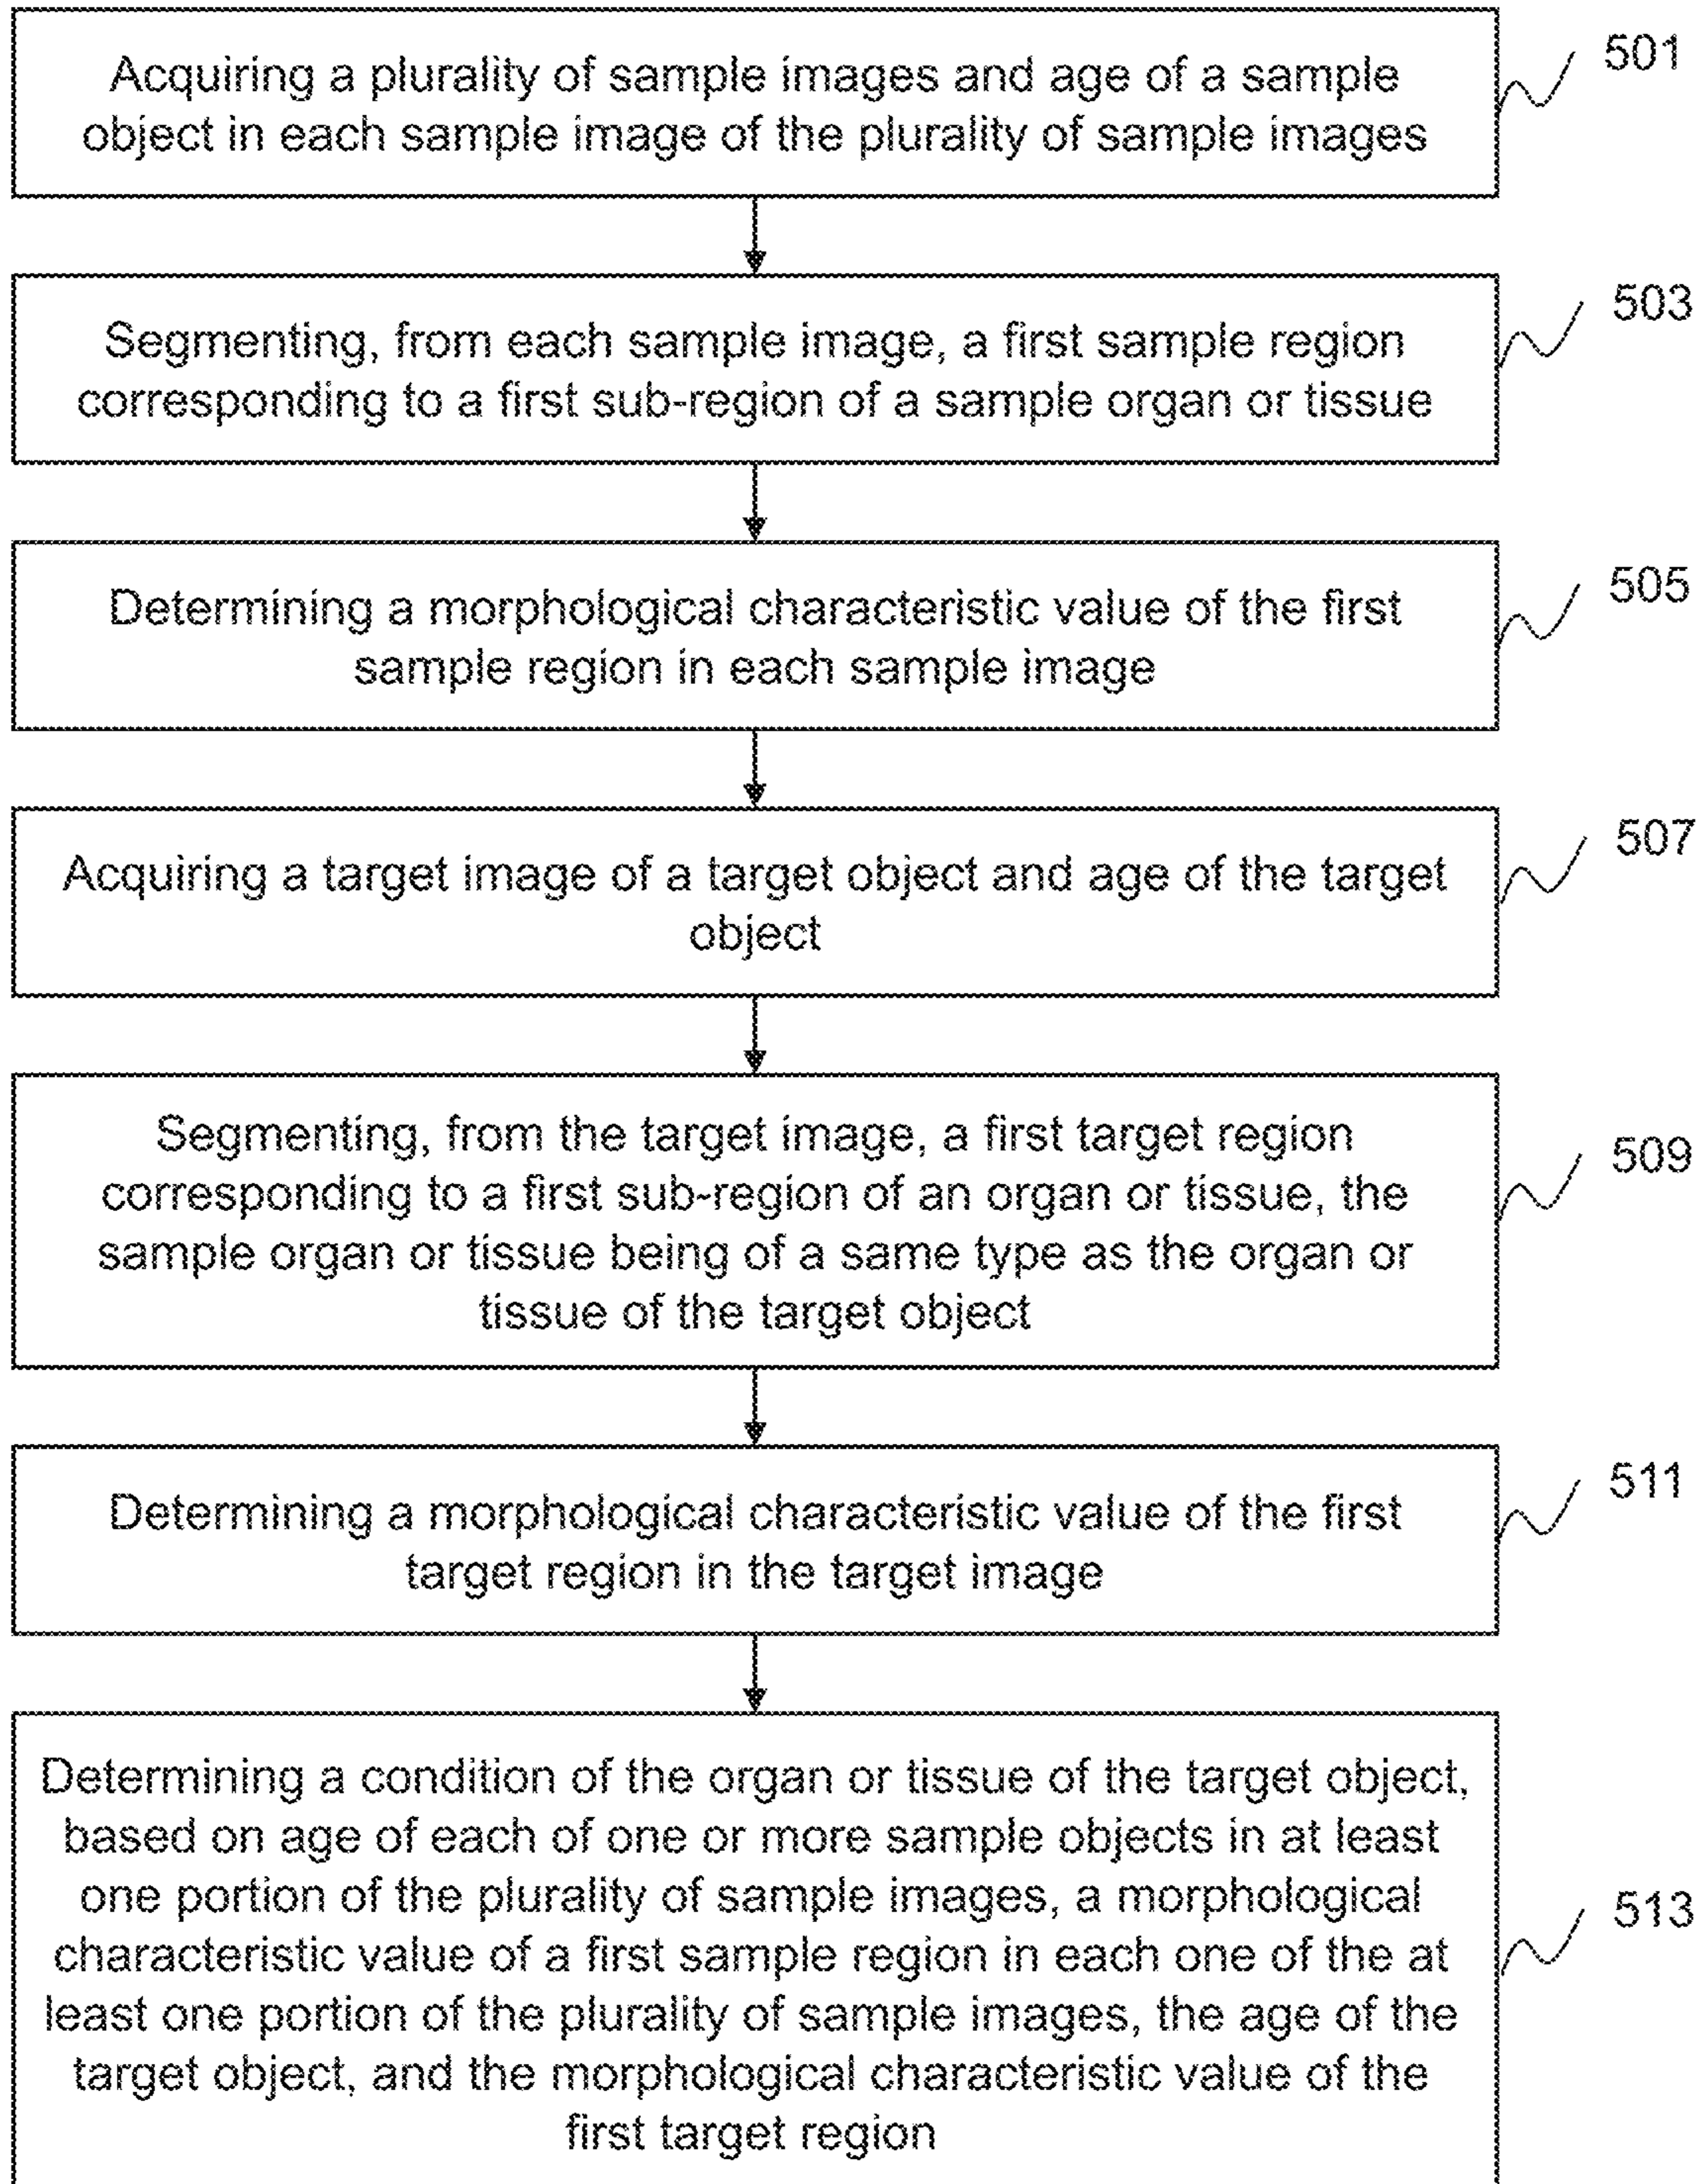 Acquiring a plurality of sample images and age of a sample
object in each sample image of the plurality of sample images
501
Segmenting, from each sample image, a first sample region
corresponding to a first sub-region of a sample organ or tissue
503
Determining a morphological characteristic value of the first
sample region in each sample image
505
Acquiring a target image of a target object and age of the target
object
507
Segmenting, from the target image, a first target region
corresponding to a first sub-region of an organ or tissue, the
sample organ or tissue being of a same type as the organ or
tissue of the target object
509
Determining a morphological characteristic value of the first
target region in the target image
511
Determining a condition of the organ or tissue of the target object,
based on age of each of one or more sample objects in at least
one portion of the plurality of sample images, a morphological
characteristic value of a first sample region in each one of the at
least one portion of the plurality of sample images, the age of the
target object, and the morphological characteristic value of the
first target region
513